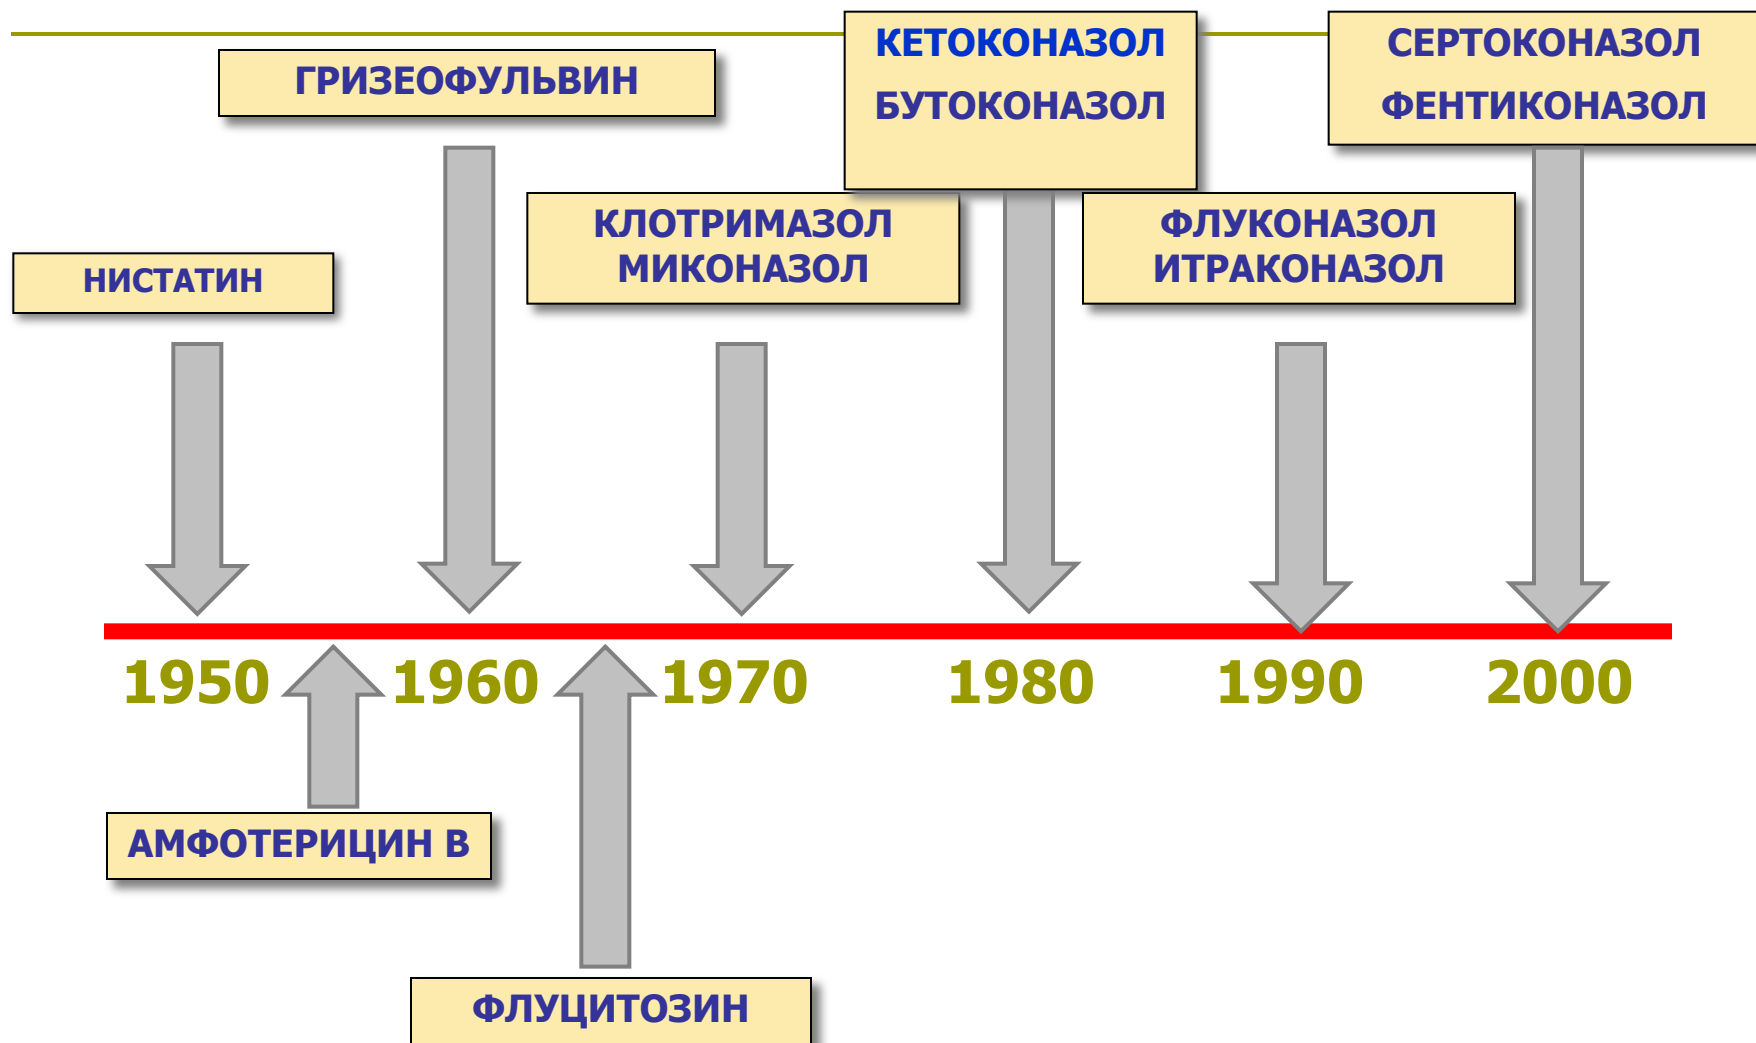 КЕТОКОНАЗОЛ
БУТОКОНАЗОЛ
СЕРТОКОНАЗОЛ
ФЕНТИКОНАЗОЛ
ГРИЗЕОФУЛЬВИН
КЛОТРИМАЗОЛ
МИКОНАЗОЛ
ФЛУКОНАЗОЛ
ИТРАКОНАЗОЛ
НИСТАТИН
1950 1960 1970 1980 1990 2000
АМФОТЕРИЦИН В
ФЛУЦИТОЗИН